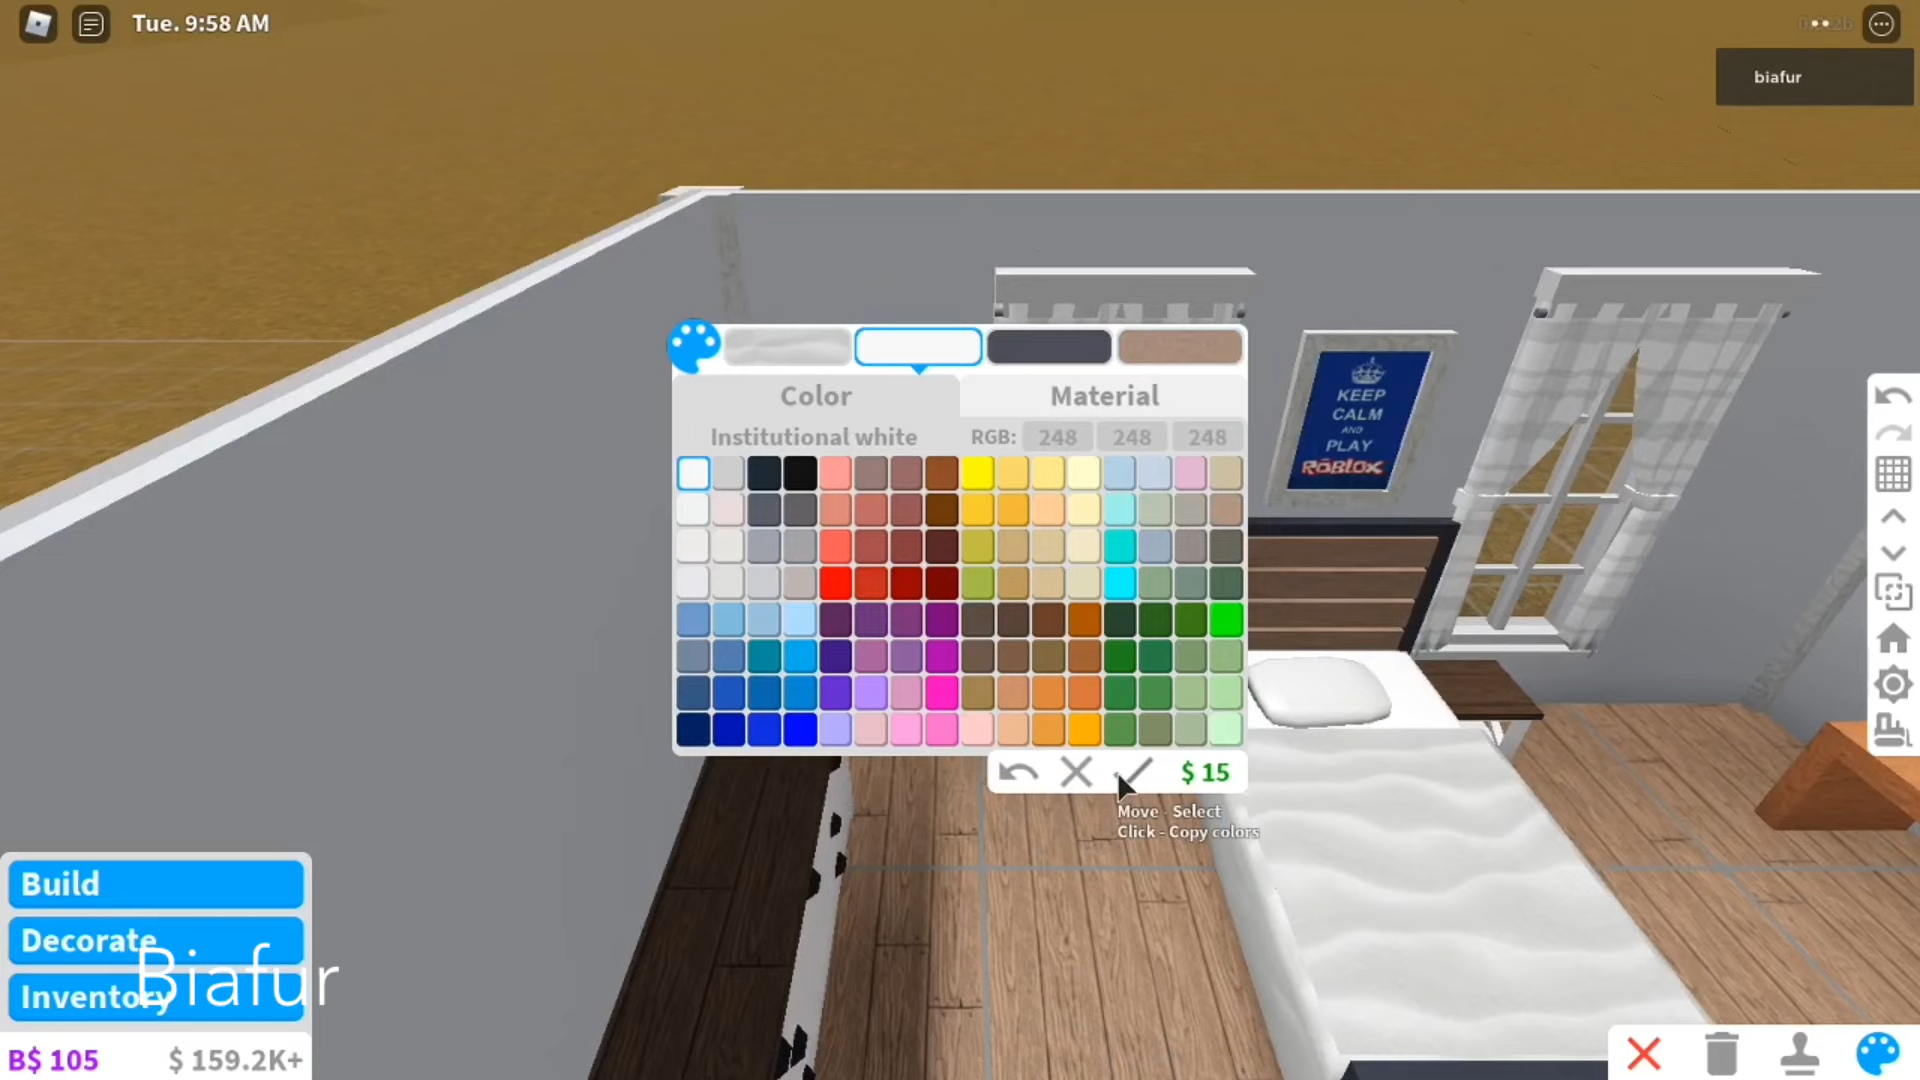 Tue. 9:58 AM
biafur
KEEP
CALM
AND
PLAY
ROBLOX
Color
Material
Institutional white
RGB: 248 248 248
$ 15
Move - Select
Click - Copy colors
Build
Decorate
Inventory
Biafur
B$ 105
$ 159.2K+